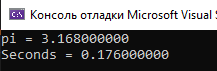 Консоль отладки Microsoft Visual S
pi = 3.168000000
Seconds = 0.176000000